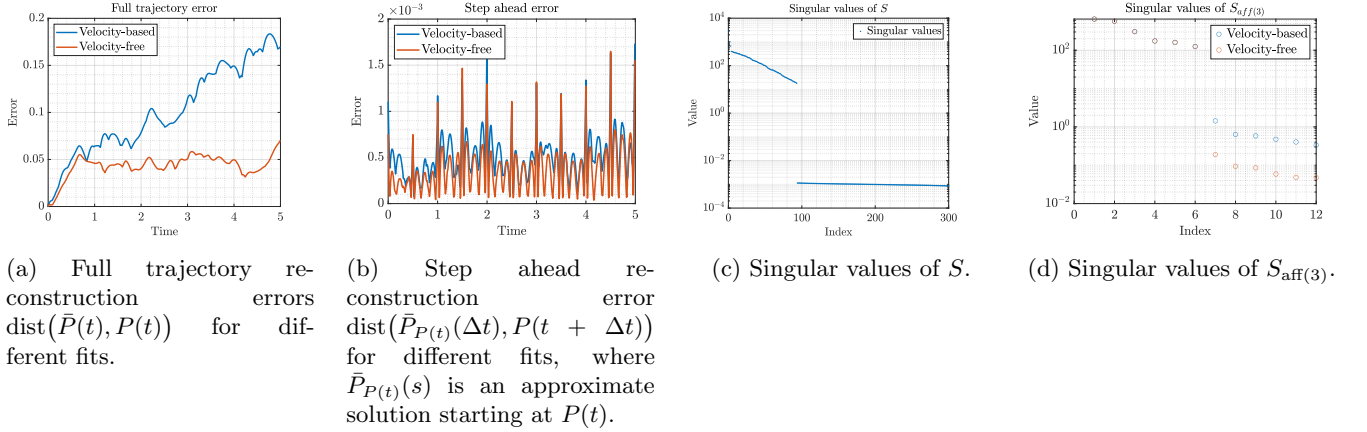 Full trajectory error
Velocity-based
Velocity-free
0.2
0.15
0.1
0.05
0
Error
0 1 2 3 4 5
Time
×10⁻³
Step ahead error
Velocity-based
Velocity-free
2
1.5
1
0.5
0
Error
0 1 2 3 4 5
Time
Singular values of S
Singular values
10⁴
10²
10⁰
10⁻²
10⁻⁴
Value
0 100 200 300
Index
Singular values of S_aff(3)
Velocity-based
Velocity-free
10²
10⁰
10⁻²
Value
0 2 4 6 8 10 12
Index
(a) Full trajectory re-
construction errors
dist(P̄(t), P(t)) for dif-
ferent fits.
(b) Step ahead re-
construction error
dist(P̄_P(t)(Δt), P(t + Δt))
for different fits, where
P̄_P(t)(s) is an approximate
solution starting at P(t).
(c) Singular values of S.
(d) Singular values of S_aff(3).